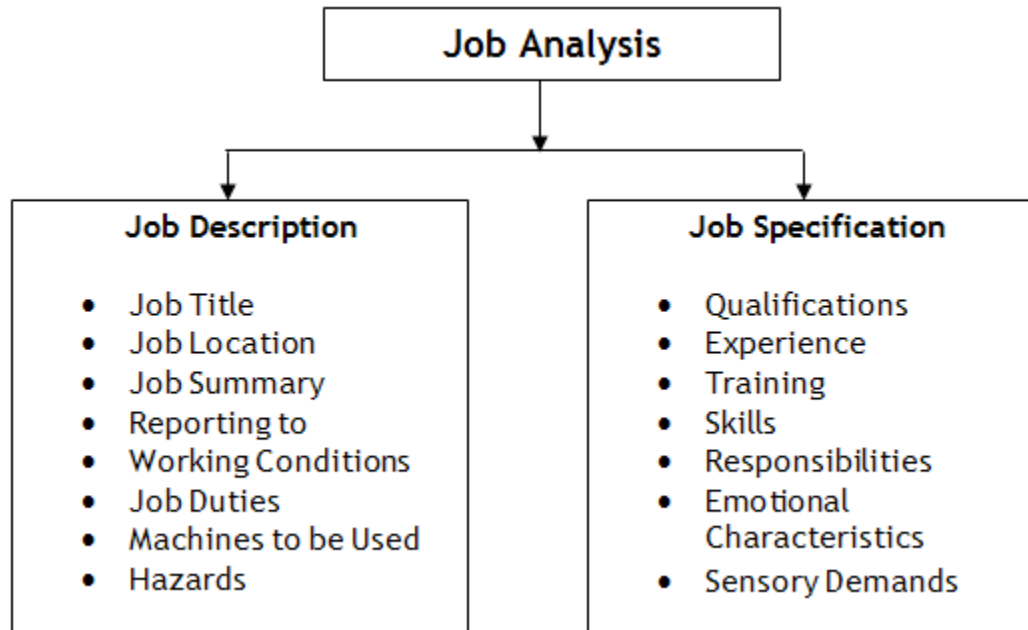 Job Analysis
Job Description
• Job Title
• Job Location
• Job Summary
• Reporting to
• Working Conditions
• Job Duties
• Machines to be Used
• Hazards
Job Specification
• Qualifications
• Experience
• Training
• Skills
• Responsibilities
• Emotional
Characteristics
• Sensory Demands